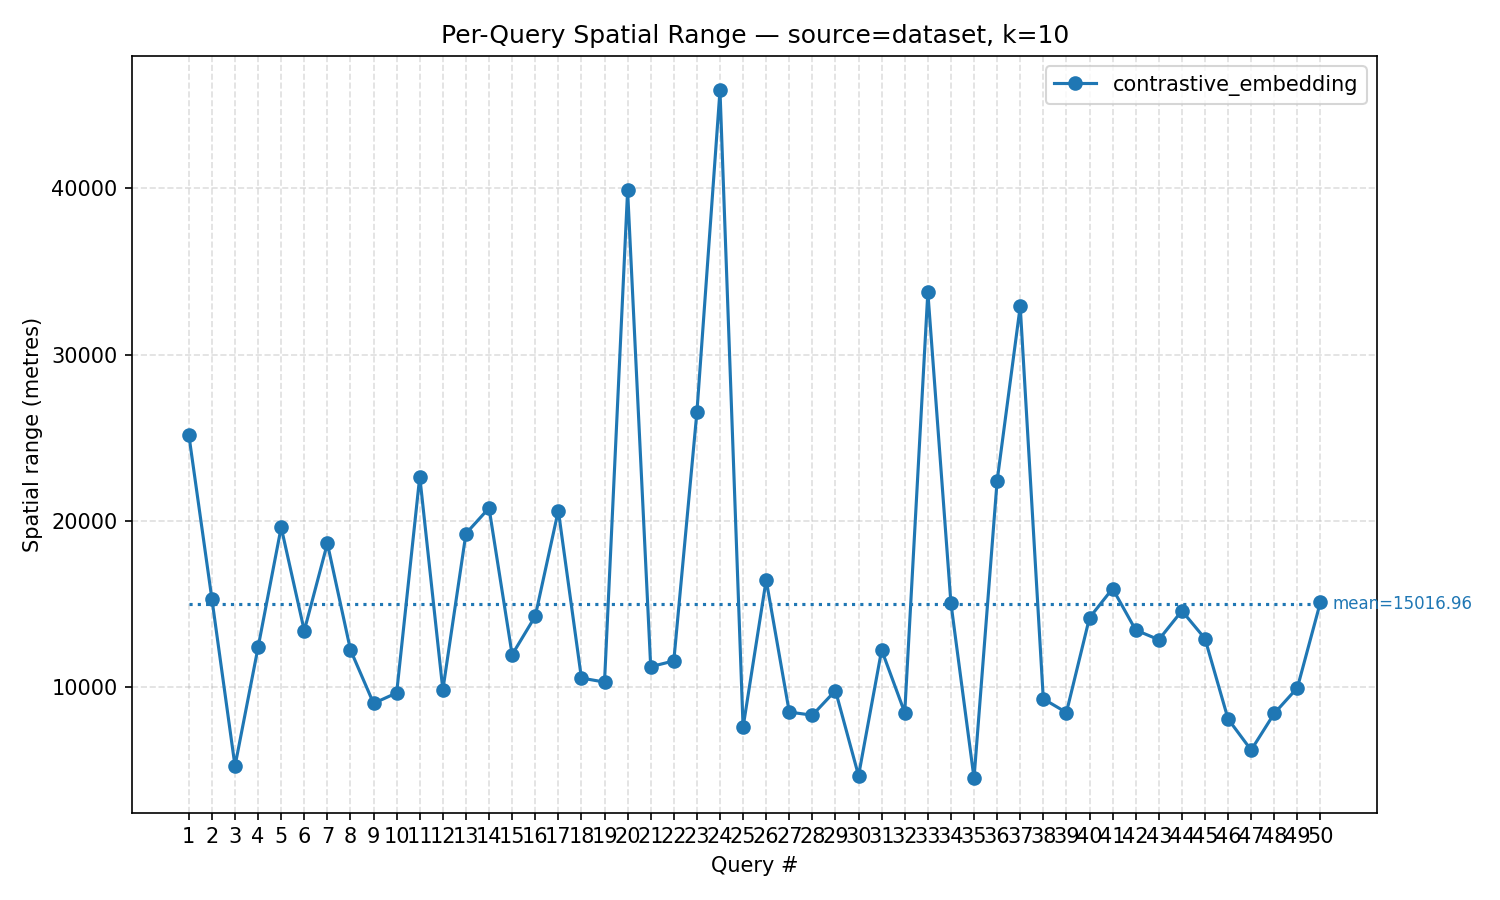 Per-Query Spatial Range — source=dataset, k=10
contrastive_embedding
Spatial range (metres)
40000
30000
20000
10000
mean=15016.96
1 2 3 4 5 6 7 8 9 10 11 12 13 14 15 16 17 18 19 20 21 22 23 24 25 26 27 28 29 30 31 32 33 34 35 36 37 38 39 40 41 42 43 44 45 46 47 48 49 50
Query #